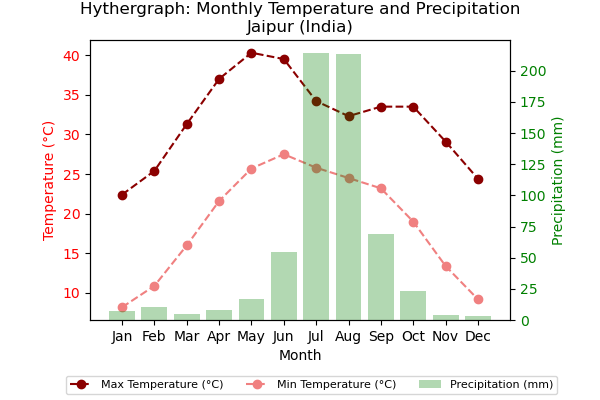 Hythergraph: Monthly Temperature and Precipitation
Jaipur (India)
40
35
30
25
20
15
10
Temperature (°C)
200
175
150
125
100
75
50
25
0
Precipitation (mm)
Jan Feb Mar Apr May Jun Jul Aug Sep Oct Nov Dec
Month
Max Temperature (°C) Min Temperature (°C) Precipitation (mm)